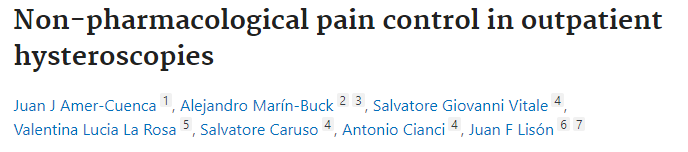 Non-pharmacological pain control in outpatient
hysteroscopies
Juan J Amer-Cuenca 1, Alejandro Marín-Buck 2 3, Salvatore Giovanni Vitale 4,
Valentina Lucia La Rosa 5, Salvatore Caruso 4, Antonio Cianci 4, Juan F Lisón 6 7